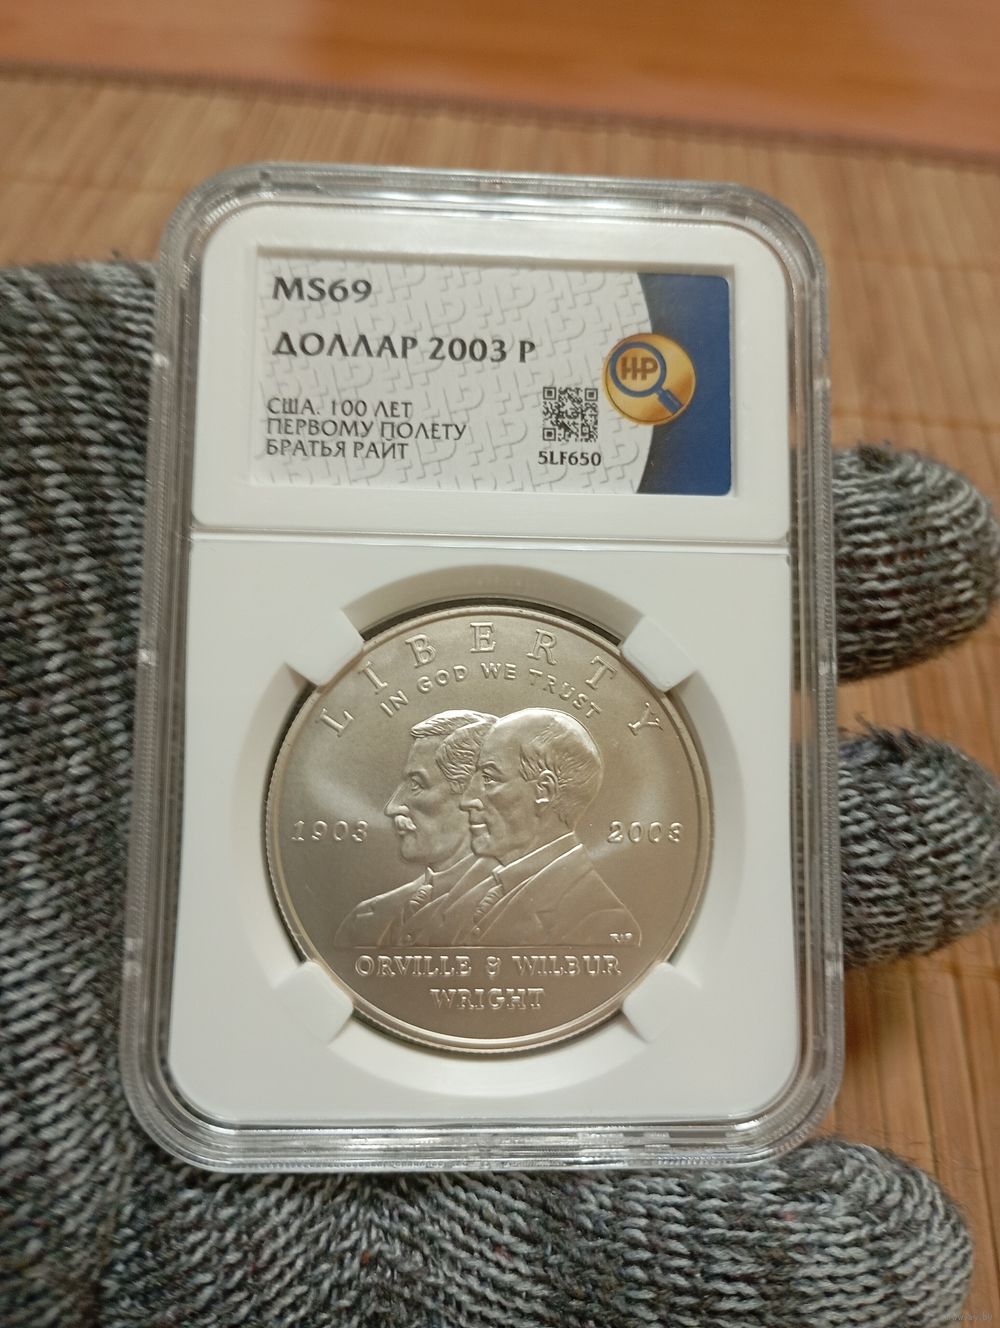 MS69
ДОЛЛАР 2003 P
США. 100 ЛЕТ
ПЕРВОМУ ПОЛЕТУ
БРАТЬЯ РАЙТ
НР
5LF650
LIBERTY
IN GOD WE TRUST
1903 2003
ORVILLE & WILBUR
WRIGHT